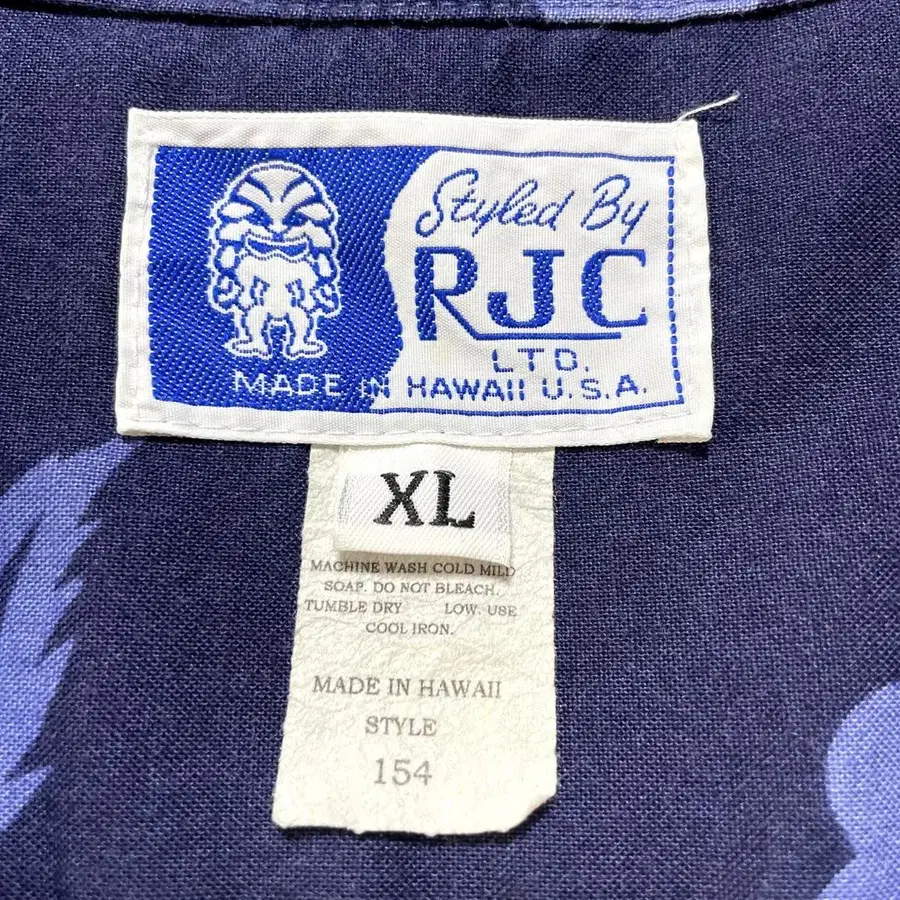 Styled By
RJC
LTD.
MADE IN HAWAII U.S.A.
XL
MACHINE WASH COLD MILD
SOAP. DO NOT BLEACH.
TUMBLE DRY LOW. USE
COOL IRON.
MADE IN HAWAII
STYLE
154